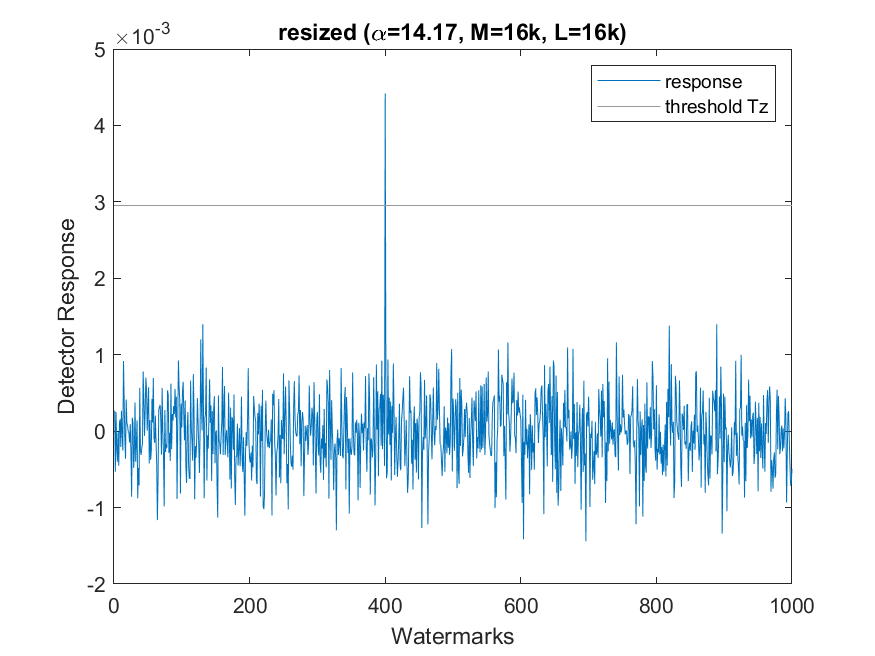 resized (α=14.17, M=16k, L=16k)
×10⁻³
5
4
3
2
1
0
-1
-2
Detector Response
response
threshold Tz
0 200 400 600 800 1000
Watermarks